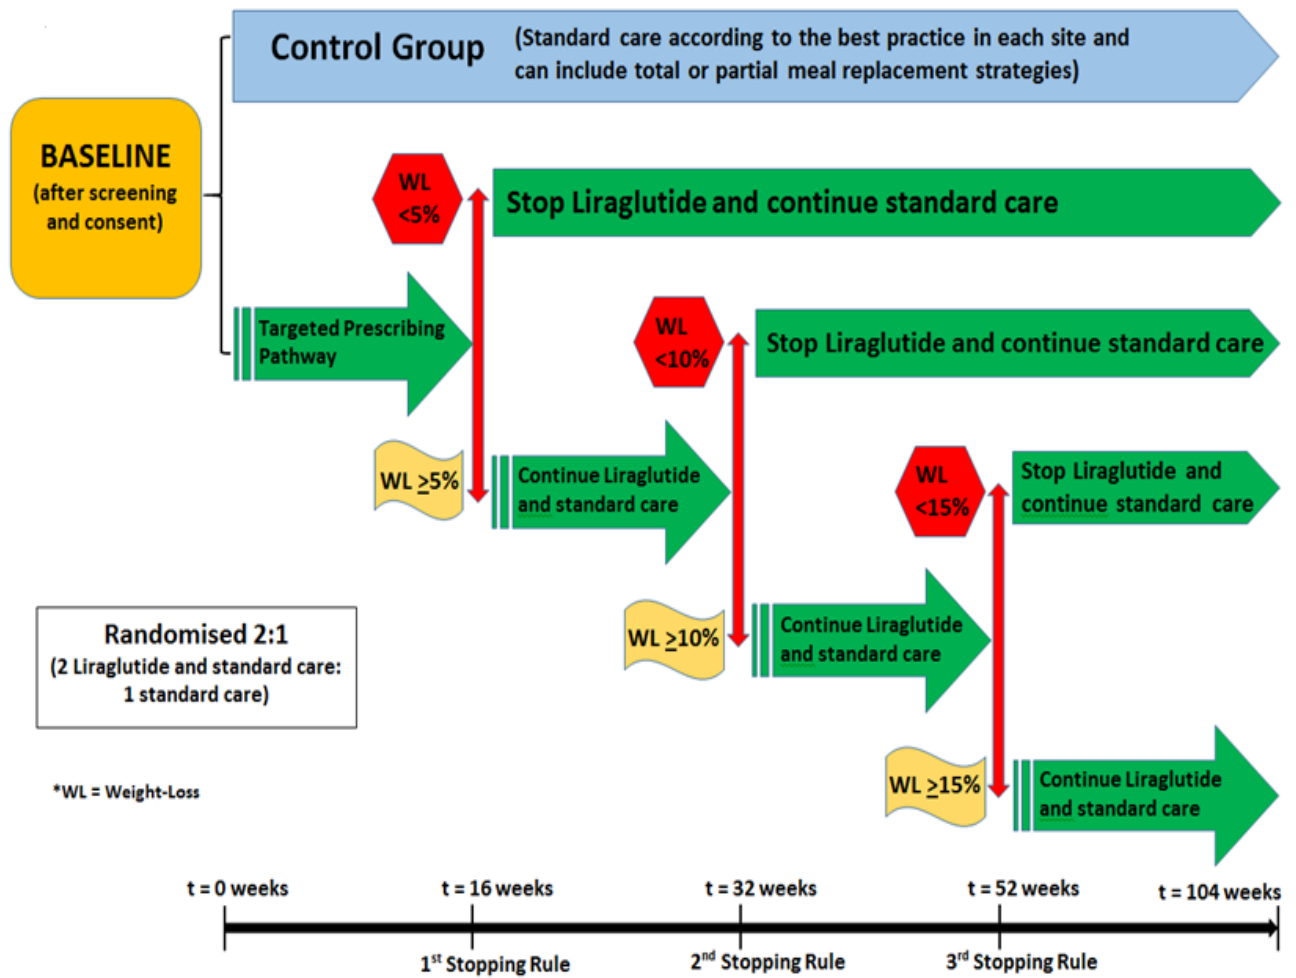 Control Group
(Standard care according to the best practice in each site and
can include total or partial meal replacement strategies)
BASELINE
(after screening
and consent)
WL
<5%
Stop Liraglutide and continue standard care
Targeted Prescribing
Pathway
WL
<10%
Stop Liraglutide and continue standard care
WL ≥5%
Continue Liraglutide
and standard care
WL
<15%
Stop Liraglutide and
continue standard care
Randomised 2:1
(2 Liraglutide and standard care:
1 standard care)
WL ≥10%
Continue Liraglutide
and standard care
*WL = Weight-Loss
WL ≥15%
Continue Liraglutide
and standard care
t = 0 weeks
t = 16 weeks
t = 32 weeks
t = 52 weeks
t = 104 weeks
1st Stopping Rule
2nd Stopping Rule
3rd Stopping Rule